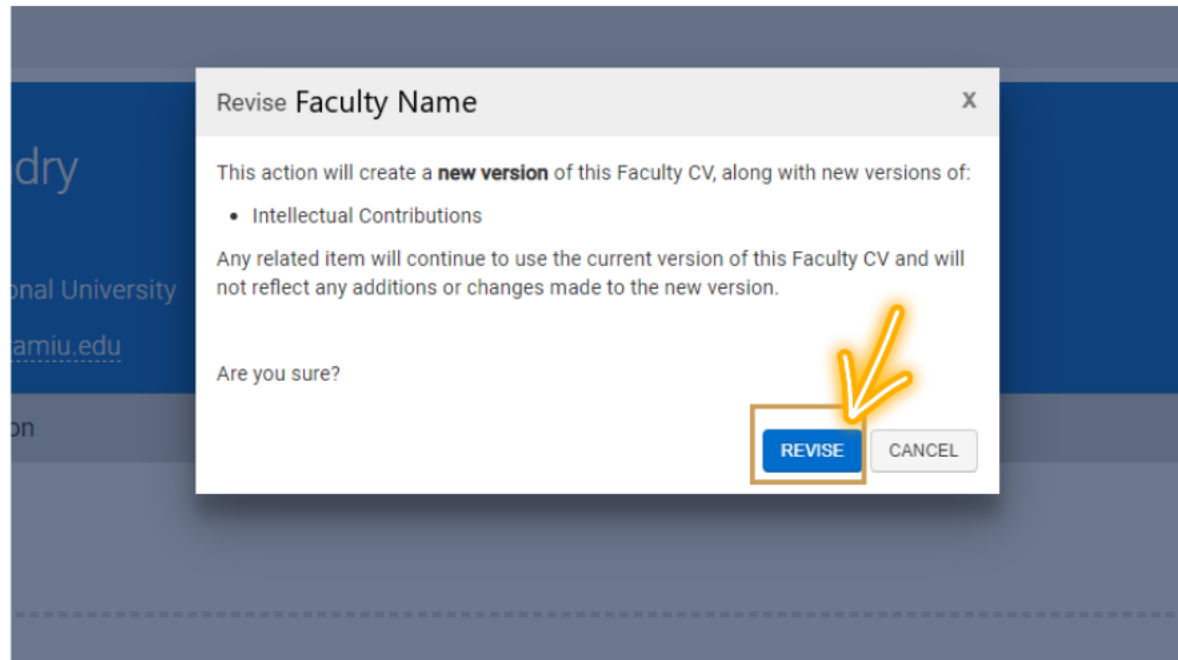 Revise Faculty Name X
dry
This action will create a new version of this Faculty CV, along with new versions of:
• Intellectual Contributions
Any related item will continue to use the current version of this Faculty CV and will
onal University
not reflect any additions or changes made to the new version.
amiu.edu
Are you sure?
on
REVISE CANCEL